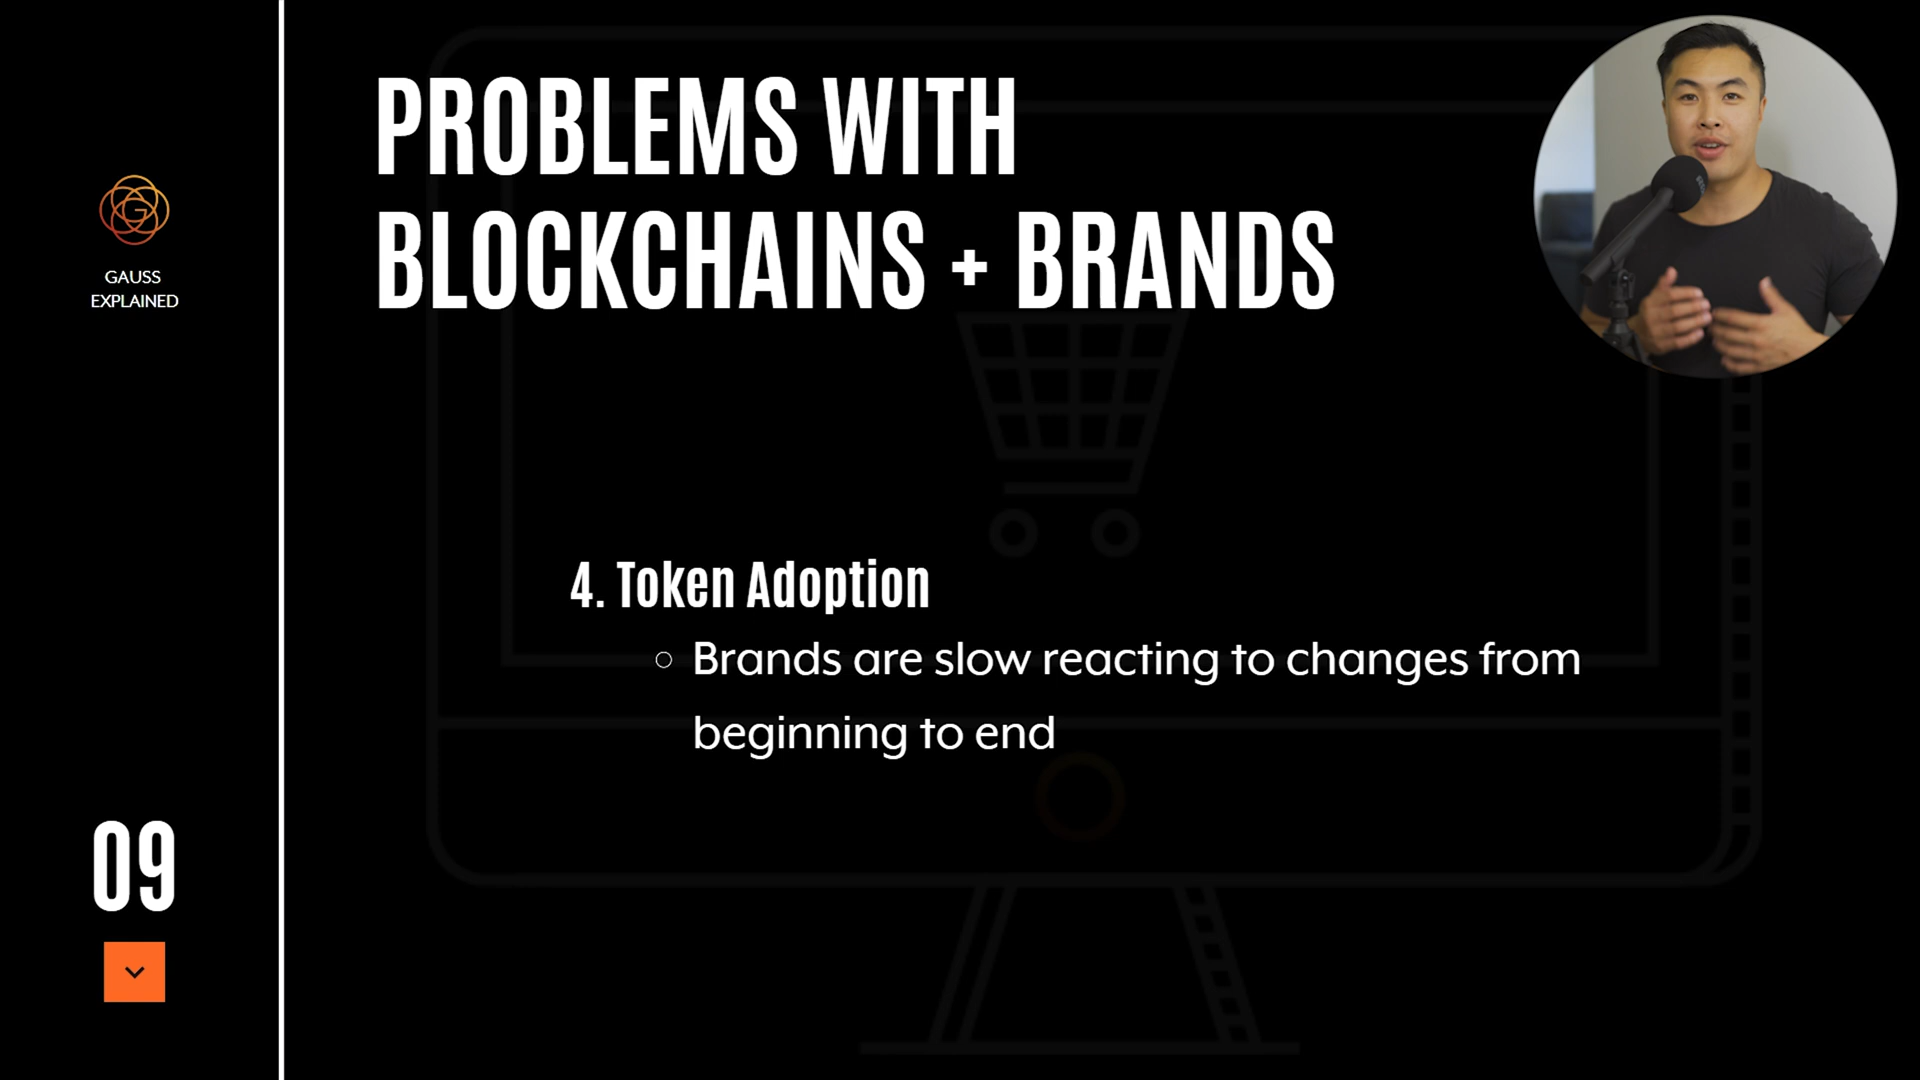 GAUSS
EXPLAINED
PROBLEMS WITH
BLOCKCHAINS + BRANDS
4. Token Adoption
Brands are slow reacting to changes from
beginning to end
09